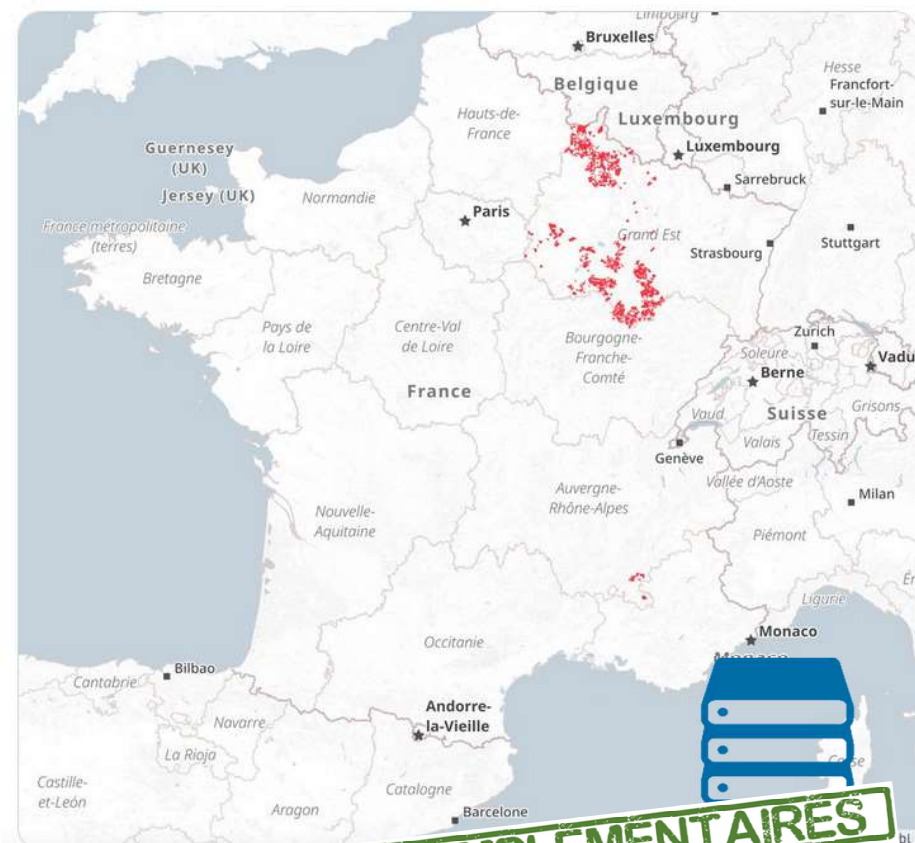 Limbourg
Bruxelles
Belgique
Hesse
Francfort-
sur-le-Main
Hauts-de-
France
Luxembourg
Luxembourg
Guernesey
(UK)
Jersey (UK)
Sarrebruck
Normandie
Paris
France métropolitaine
(terres)
Grand Est
Strasbourg
Stuttgart
Bretagne
Pays de
la Loire
Centre-Val
de Loire
Bourgogne-
Franche-
Comté
Zurich
Soleure
Vadu
Berne
France
Vaud
Suisse
Grisons
Valais
Tessin
Genève
Vallée d'Aoste
Auvergne-
Rhône-Alpes
Milan
Nouvelle-
Aquitaine
Piémont
Ligurie
Occitanie
Monaco
Monaco
Bilbao
Cantabrie
Andorre-
la-Vieille
Navarre
La Rioja
Corse
Castille-
et-León
Catalogne
Aragon
Barcelone